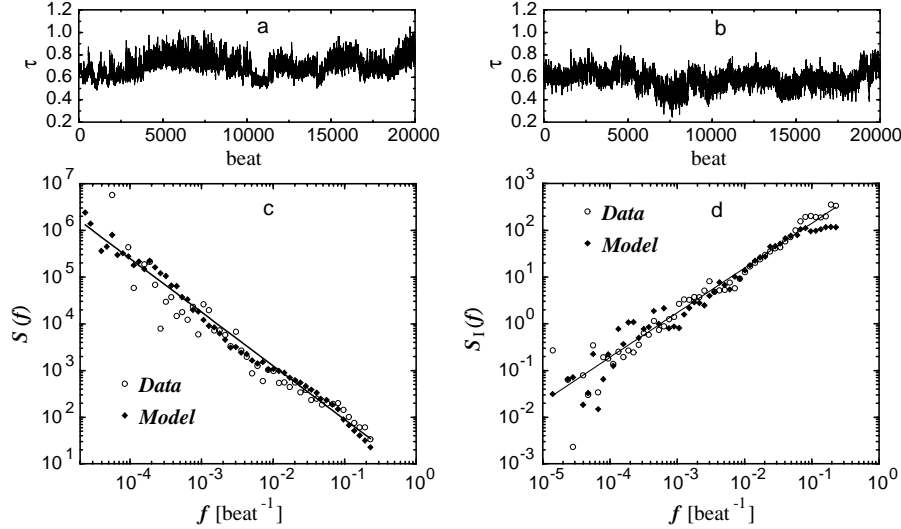 1.2
1.0
0.8
0.6
0.4
0.2
τ
a
0 5000 10000 15000 20000
beat
1.2
1.0
0.8
0.6
0.4
0.2
τ
b
0 5000 10000 15000 20000
beat
10^7
10^6
10^5
10^4
10^3
10^2
10^1
S (f)
c
Data
Model
10^-4 10^-3 10^-2 10^-1 10^0
f [beat^-1]
10^3
10^2
10^1
10^0
10^-1
10^-2
10^-3
S_I(f)
d
Data
Model
10^-5 10^-4 10^-3 10^-2 10^-1 10^0
f [beat^-1]